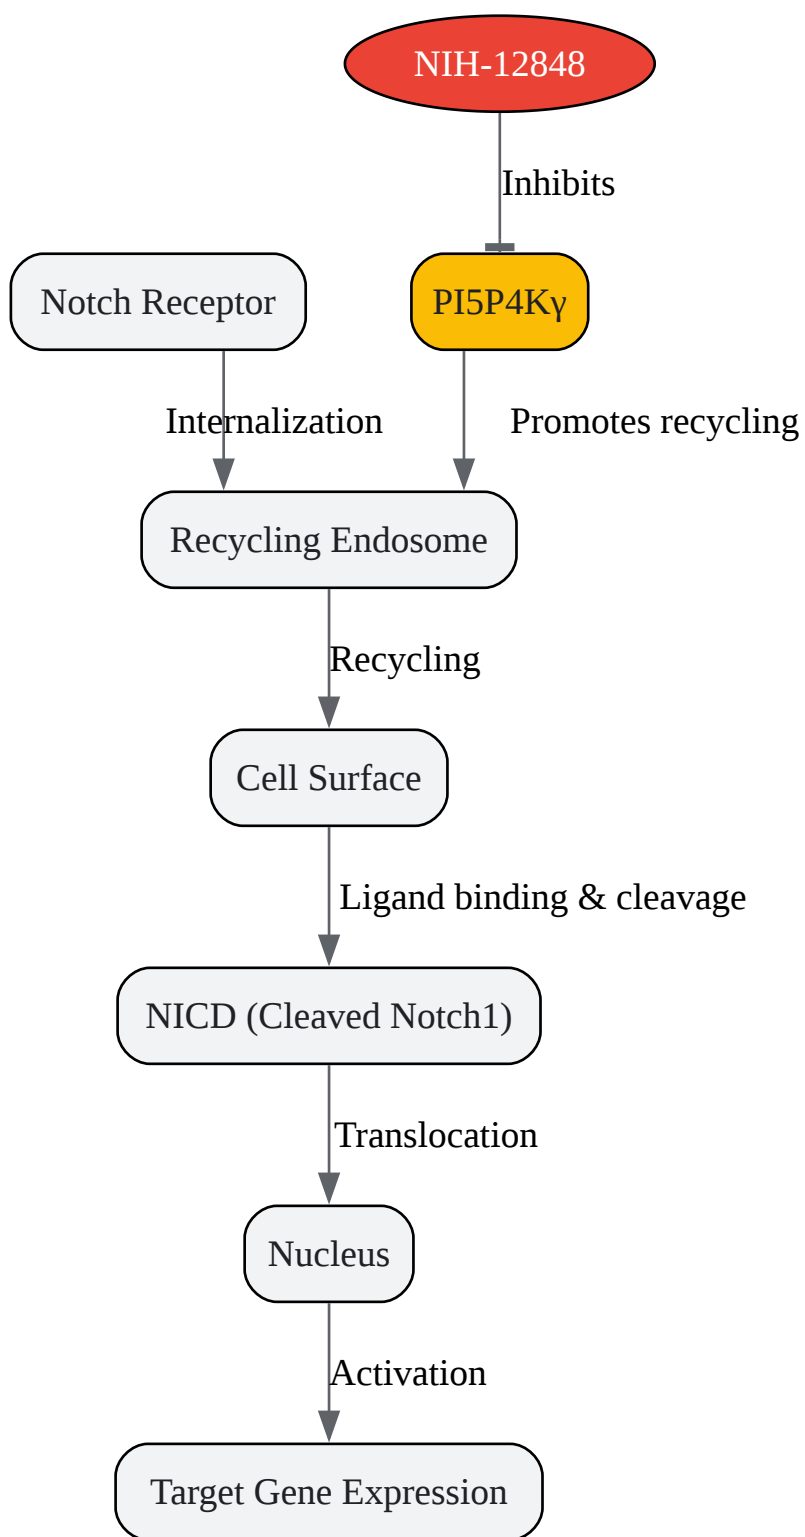 NIH-12848
Inhibits
Notch Receptor
PI5P4Kγ
Internalization
Promotes recycling
Recycling Endosome
Recycling
Cell Surface
Ligand binding & cleavage
NICD (Cleaved Notch1)
Translocation
Nucleus
Activation
Target Gene Expression